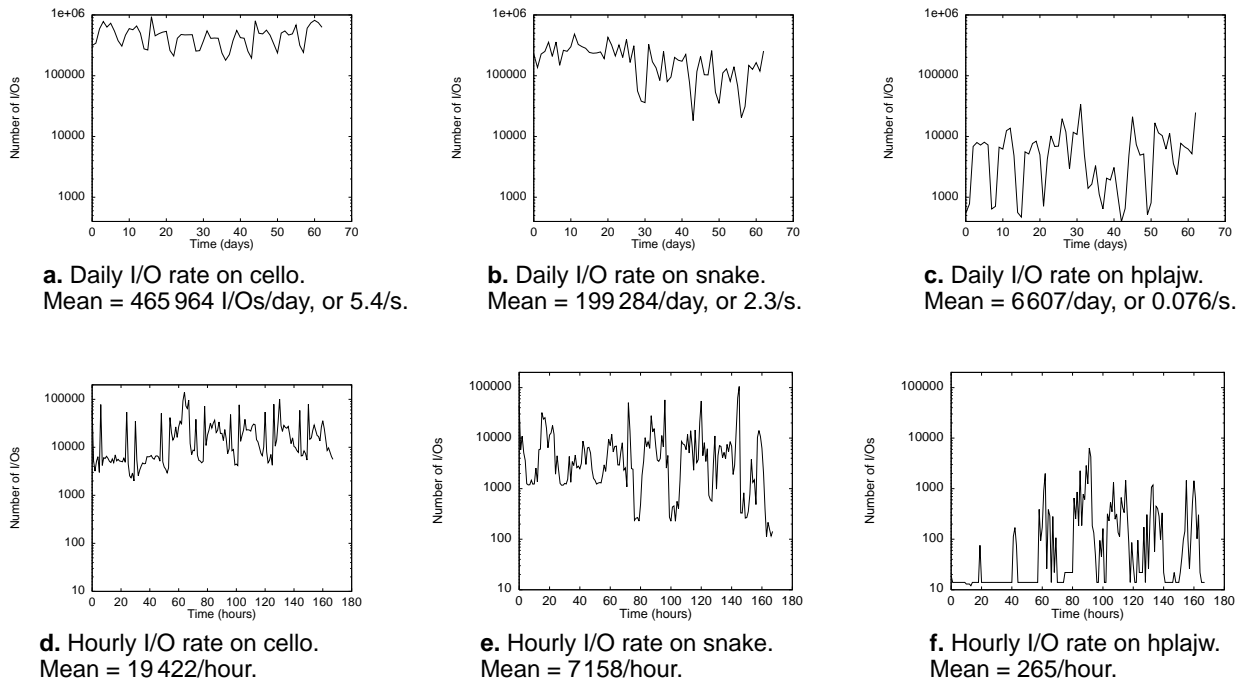 1e+06
100000
10000
1000
Number of I/Os
0 10 20 30 40 50 60 70
Time (days)
a. Daily I/O rate on cello.
Mean = 465 964 I/Os/day, or 5.4/s.
1e+06
100000
10000
1000
Number of I/Os
0 10 20 30 40 50 60 70
Time (days)
b. Daily I/O rate on snake.
Mean = 199 284/day, or 2.3/s.
1e+06
100000
10000
1000
Number of I/Os
0 10 20 30 40 50 60 70
Time (days)
c. Daily I/O rate on hplajw.
Mean = 6607/day, or 0.076/s.
100000
10000
1000
100
10
Number of I/Os
0 20 40 60 80 100 120 140 160 180
Time (hours)
d. Hourly I/O rate on cello.
Mean = 19 422/hour.
100000
10000
1000
100
10
Number of I/Os
0 20 40 60 80 100 120 140 160 180
Time (hours)
e. Hourly I/O rate on snake.
Mean = 7 158/hour.
100000
10000
1000
100
10
Number of I/Os
0 20 40 60 80 100 120 140 160 180
Time (hours)
f. Hourly I/O rate on hplajw.
Mean = 265/hour.